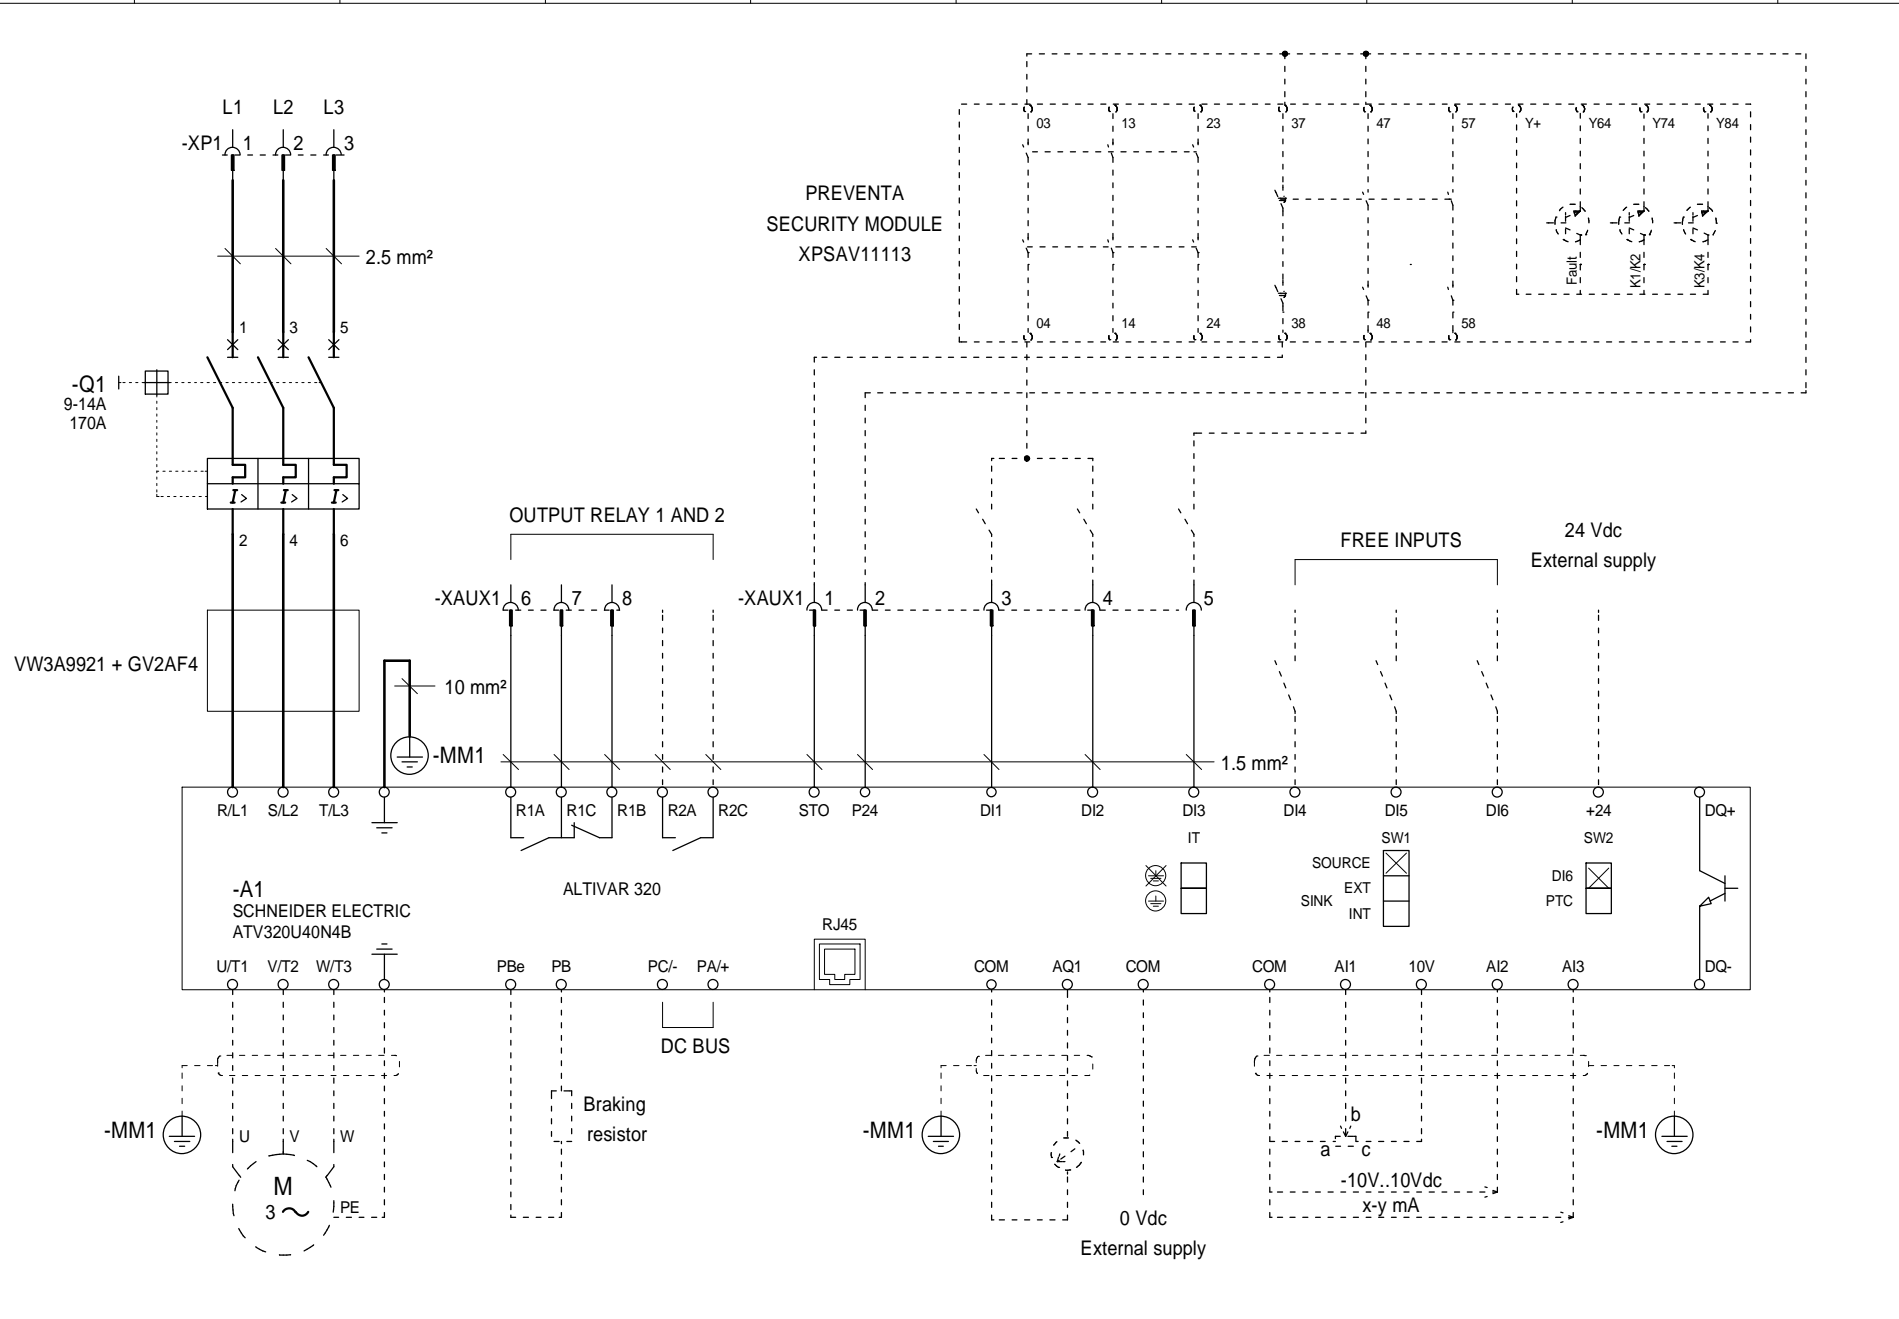 L1 L2 L3
-XP1 1 2 3
2.5 mm²
1 3 5
-Q1
9-14A
170A
I> I> I>
2 4 6
VW3A9921 + GV2AF4
10 mm²
-MM1
PREVENTA
SECURITY MODULE
XPSAV11113
03 13 23 37 47 57 Y+ Y64 Y74 Y84
Fault K1/K2 K3/K4
04 14 24 38 48 58
OUTPUT RELAY 1 AND 2
-XAUX1 6 7 8
-XAUX1 1 2 3 4 5
FREE INPUTS
24 Vdc
External supply
1.5 mm²
R/L1 S/L2 T/L3 R1A R1C R1B R2A R2C STO P24 DI1 DI2 DI3 DI4 DI5 DI6 +24 DQ+
IT SW1 SW2
SOURCE
EXT
SINK
INT
DI6
PTC
-A1
SCHNEIDER ELECTRIC
ATV320U40N4B
ALTIVAR 320
RJ45
U/T1 V/T2 W/T3 PBe PB PC/- PA/+ COM AQ1 COM COM AI1 10V AI2 AI3 DQ-
DC BUS
-MM1
U V W
M
3
PE
Braking
resistor
-MM1
0 Vdc
External supply
b
a c
-10V..10Vdc
x-y mA
-MM1